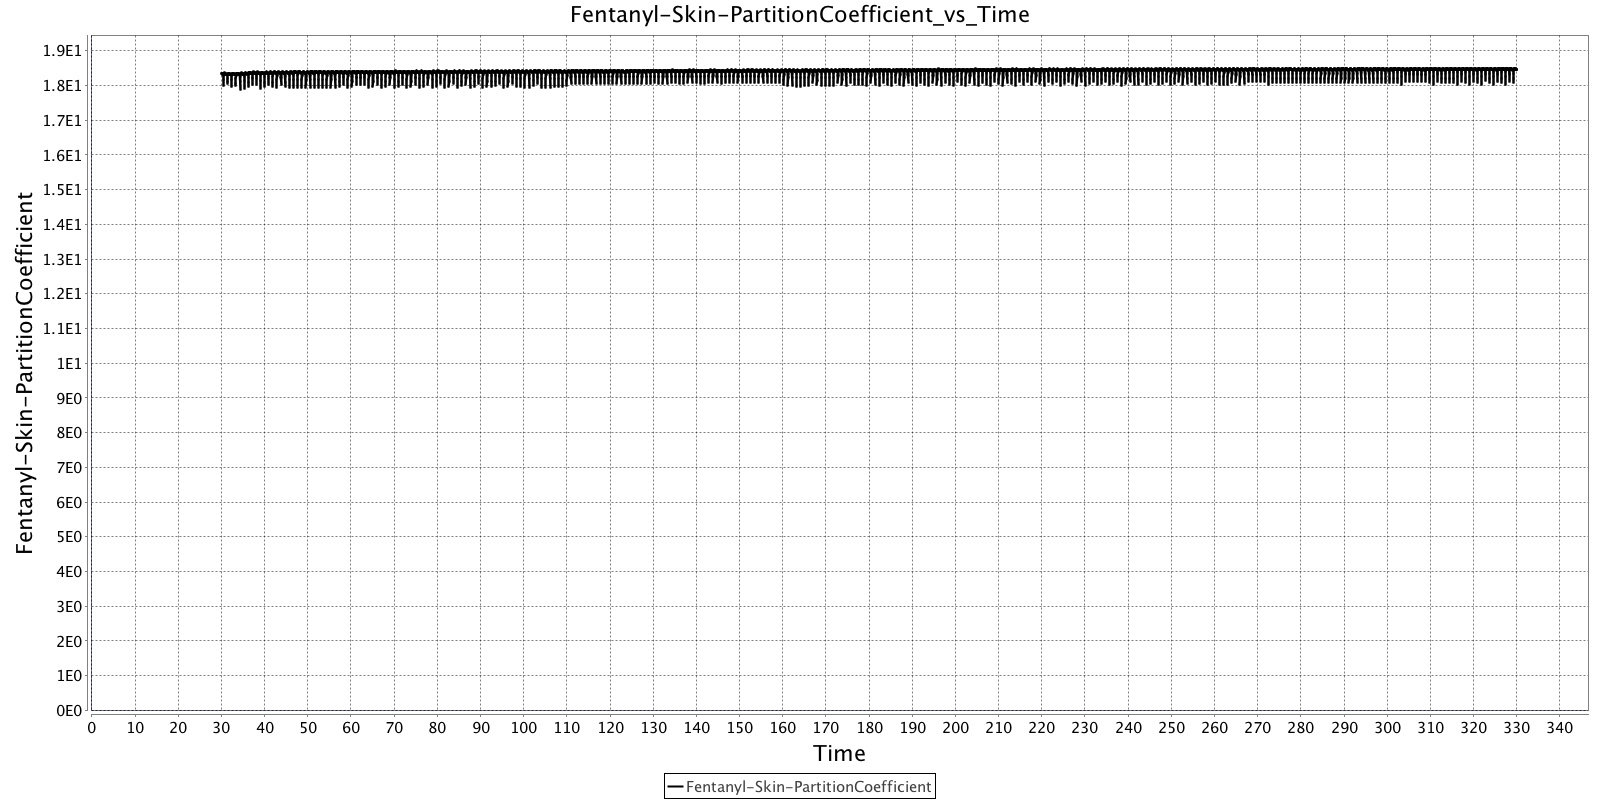 Fentanyl-Skin-PartitionCoefficient_vs_Time
Fentanyl-Skin-PartitionCoefficient
1.9E1
1.8E1
1.7E1
1.6E1
1.5E1
1.4E1
1.3E1
1.2E1
1.1E1
1E1
9E0
8E0
7E0
6E0
5E0
4E0
3E0
2E0
1E0
0E0
0 10 20 30 40 50 60 70 80 90 100 110 120 130 140 150 160 170 180 190 200 210 220 230 240 250 260 270 280 290 300 310 320 330 340
Time
Fentanyl-Skin-PartitionCoefficient